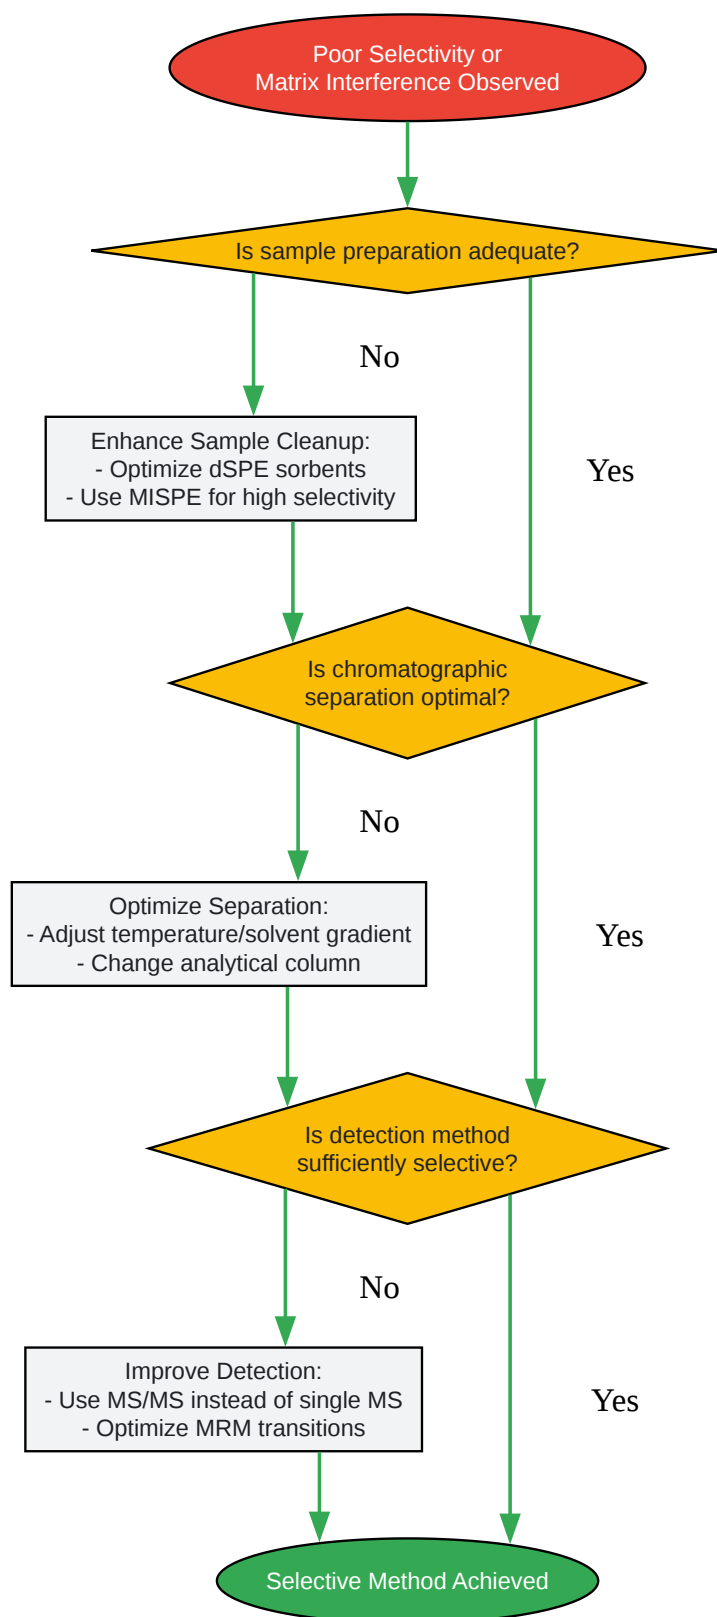 Poor Selectivity or
Matrix Interference Observed
Is sample preparation adequate?
No
Enhance Sample Cleanup:
- Optimize dSPE sorbents
- Use MISPE for high selectivity
Yes
Is chromatographic
separation optimal?
No
Optimize Separation:
- Adjust temperature/solvent gradient
- Change analytical column
Yes
Is detection method
sufficiently selective?
No
Improve Detection:
- Use MS/MS instead of single MS
- Optimize MRM transitions
Yes
Selective Method Achieved